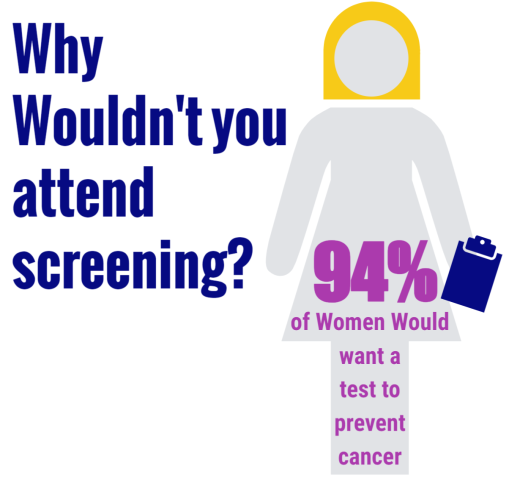 Why
Wouldn't you
attend
screening?
94%
of Women Would
want a
test to
prevent
cancer